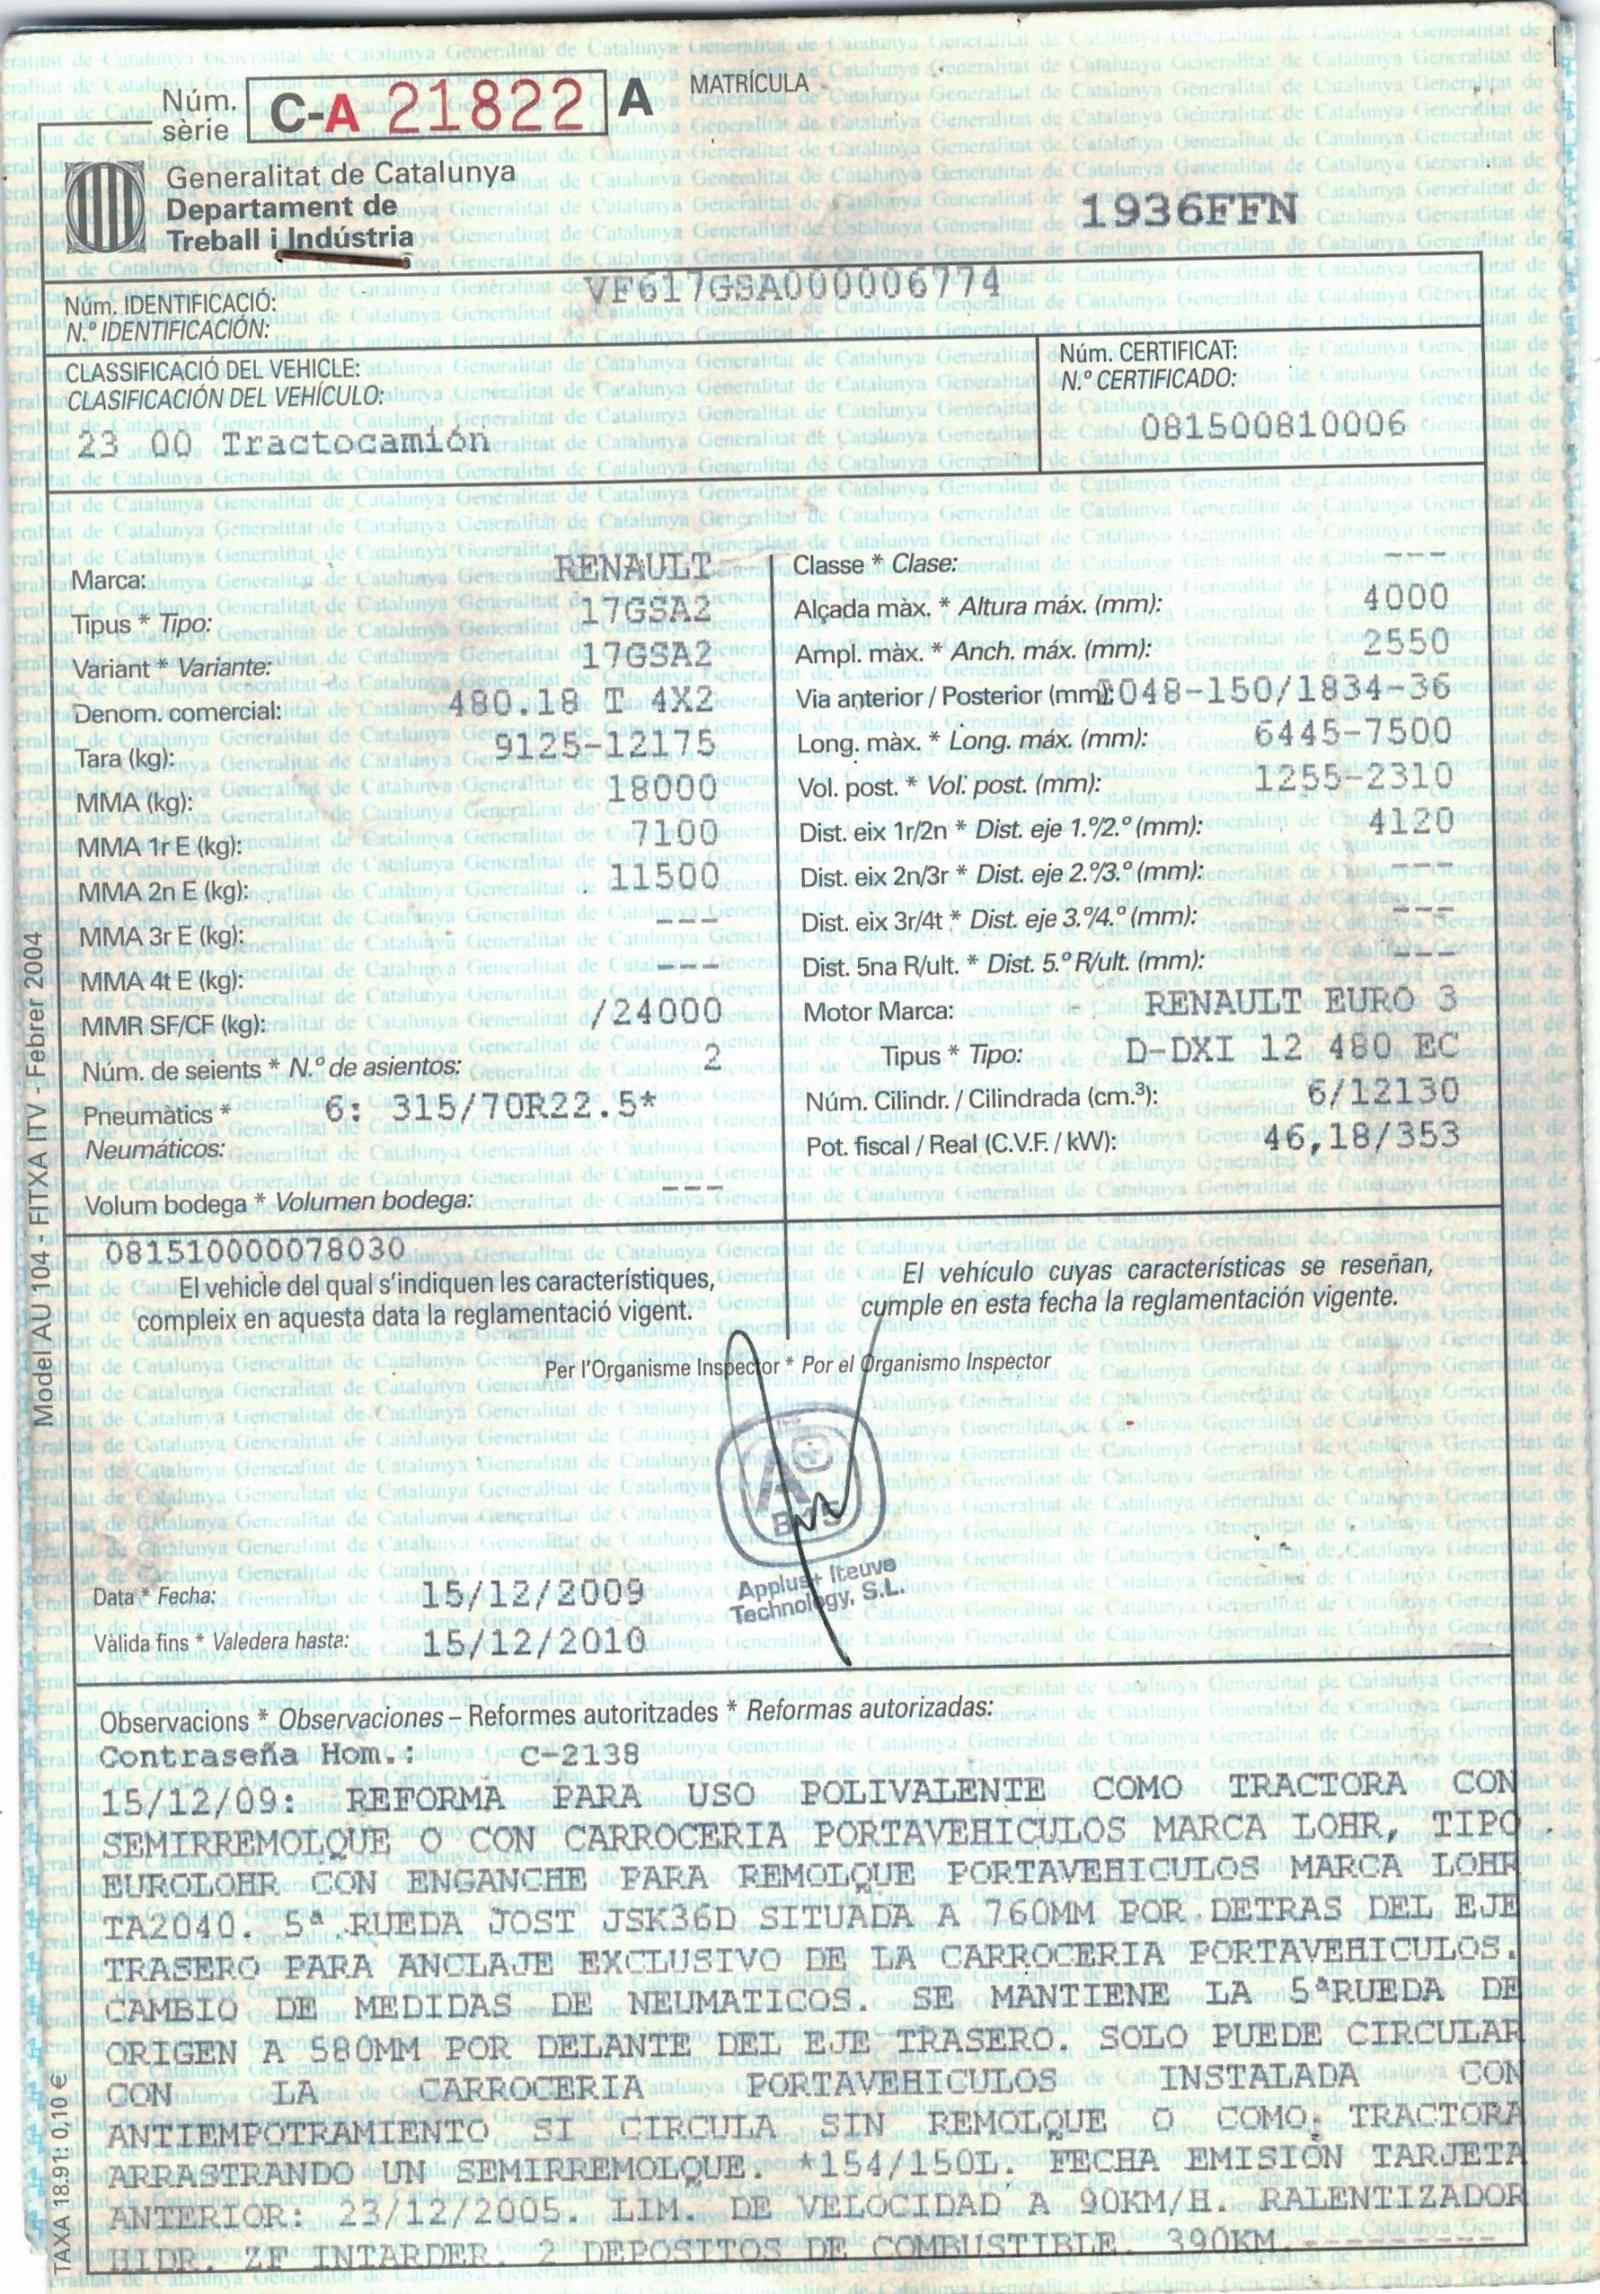 Núm. sèrie C-A 21822 A MATRÍCULA
Generalitat de Catalunya
Departament de
Treball i Indústria
1936FFN
Núm. IDENTIFICACIÓ: VF617GSA000006774
N.º IDENTIFICACIÓN:
CLASSIFICACIÓ DEL VEHICLE:
CLASIFICACIÓN DEL VEHÍCULO:
23 00 Tractocamión
Núm. CERTIFICAT:
N.º CERTIFICADO:
081500810006
Marca: RENAULT
Tipus * Tipo: 17GSA2
Variant * Variante: 17GSA2
Denom. comercial: 480.18 T 4X2
Tara (kg): 9125-12175
MMA (kg): 18000
MMA 1r E (kg): 7100
MMA 2n E (kg): 11500
MMA 3r E (kg): ---
MMA 4t E (kg): ---
MMR SF/CF (kg): /24000
Núm. de seients * N.º de asientos: 2
Pneumàtics * 6: 315/70R22.5*
Neumáticos:
Volum bodega * Volumen bodega: ---
Classe * Clase: ---
Alçada màx. * Altura máx. (mm): 4000
Ampl. màx. * Anch. máx. (mm): 2550
Via anterior / Posterior (mm): 2048-150/1834-36
Long. màx. * Long. máx. (mm): 6445-7500
Vol. post. * Vol. post. (mm): 1255-2310
Dist. eix 1r/2n * Dist. eje 1.º/2.º (mm): 4120
Dist. eix 2n/3r * Dist. eje 2.º/3.º (mm): ---
Dist. eix 3r/4t * Dist. eje 3.º/4.º (mm): ---
Dist. 5na R/ult. * Dist. 5.º R/ult. (mm): ---
Motor Marca: RENAULT EURO 3
Tipus * Tipo: D DXI 12 480 EC
Núm. Cilindr. / Cilindrada (cm.³): 6/12130
Pot. fiscal / Real (C.V.F. / kW): 46,18/353
081510000078030
El vehicle del qual s'indiquen les característiques,
compleix en aquesta data la reglamentació vigent.
El vehículo cuyas características se reseñan,
cumple en esta fecha la reglamentación vigente.
Per l'Organisme Inspector * Por el Organismo Inspector
Applus+ Iteuve
Technology, S.L.
Data * Fecha: 15/12/2009
Vàlida fins * Valedera hasta: 15/12/2010
Observacions * Observaciones – Reformes autoritzades * Reformas autorizadas:
Contraseña Hom.: C-2138
15/12/09: REFORMA PARA USO POLIVALENTE COMO TRACTORA CON
SEMIRREMOLQUE O CON CARROCERIA PORTAVEHICULOS MARCA LOHR, TIPO
EUROLOHR CON ENGANCHE PARA REMOLQUE PORTAVEHICULOS MARCA LOHR
TA2040. 5ª RUEDA JOST JSK36D SITUADA A 760MM POR DETRAS DEL EJE
TRASERO PARA ANCLAJE EXCLUSIVO DE LA CARROCERIA PORTAVEHICULOS.
CAMBIO DE MEDIDAS DE NEUMATICOS. SE MANTIENE LA 5ªRUEDA DE
ORIGEN A 580MM POR DELANTE DEL EJE TRASERO. SOLO PUEDE CIRCULAR
CON LA CARROCERIA PORTAVEHICULOS INSTALADA CON
ANTIEMPOTRAMIENTO SI CIRCULA SIN REMOLQUE O COMO TRACTORA
ARRASTRANDO UN SEMIRREMOLQUE. *154/150L. FECHA EMISIÓN TARJETA
ANTERIOR: 23/12/2005. LIM. DE VELOCIDAD A 90KM/H. RALENTIZADOR
HIDR. ZF INTARDER. 2 DEPOSITOS DE COMBUSTIBLE. 390KM.---------
Model AU 104 - FITXA ITV - Febrer 2004
TAXA 18.91: 0,10 €